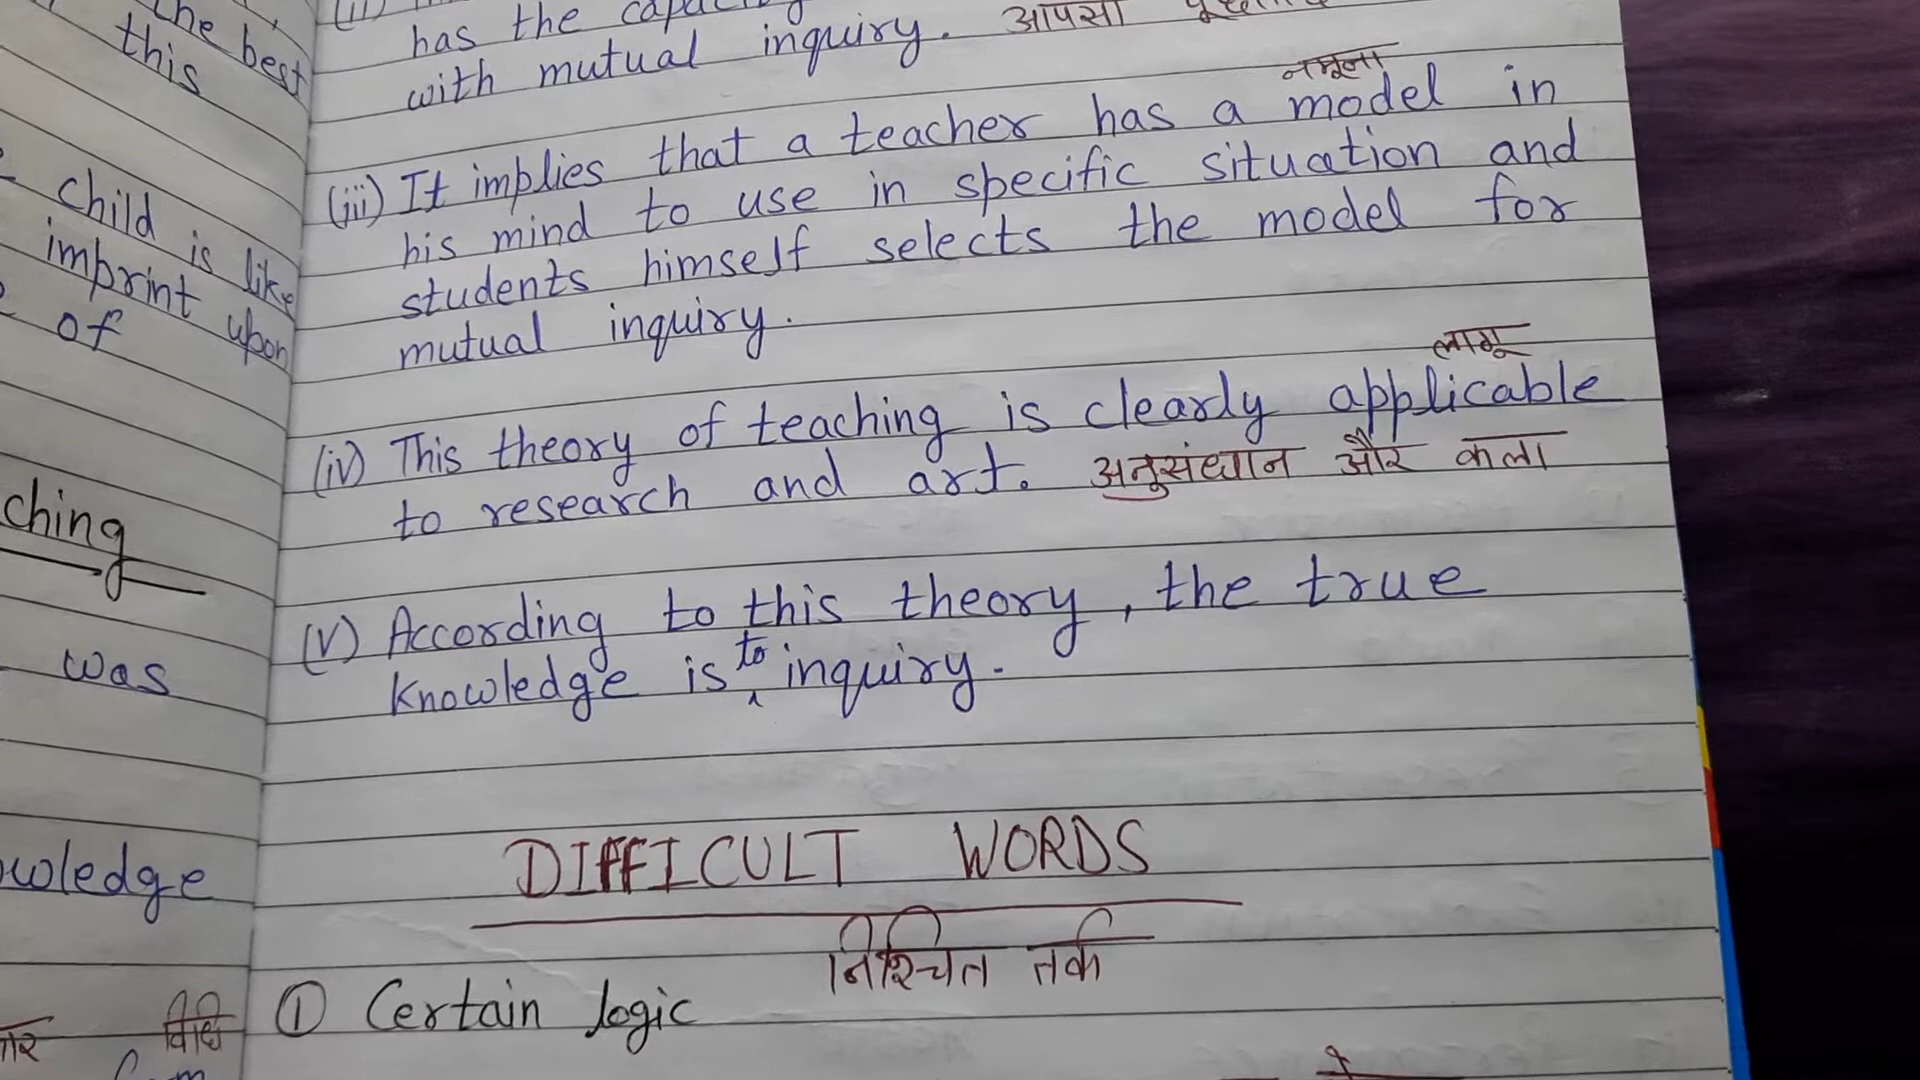 the best
this
child is like
imprint upon
of
ching
was
owledge
विधि
(ii)
has the
with mutual inquiry. आपसी
नमूना
(iii) It implies that a teacher has a model in
his mind to use in specific situation and
students himself selects the model for
mutual inquiry.
लागू
(iv) This theory of teaching is clearly applicable
to research and art. अनुसंधान और कला
(v) According to this theory, the true
knowledge is to inquiry.
DIFFICULT WORDS
निश्चित तर्क
① Certain logic